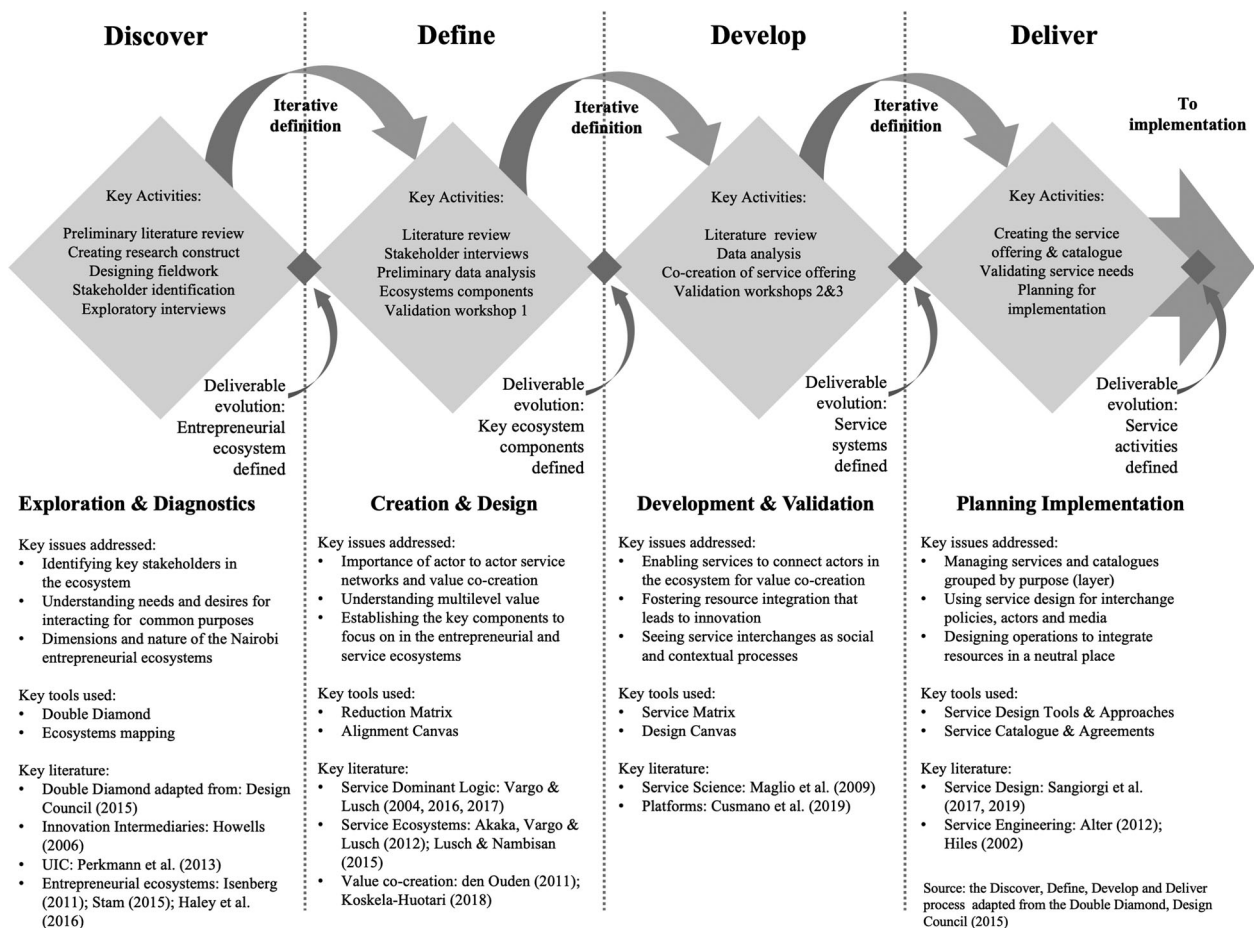 Discover
Define
Develop
Deliver
Iterative
definition
Iterative
definition
Iterative
definition
To
implementation
Key Activities:
Preliminary literature review
Creating research construct
Designing fieldwork
Stakeholder identification
Exploratory interviews
Key Activities:
Literature review
Stakeholder interviews
Preliminary data analysis
Ecosystems components
Validation workshop 1
Key Activities:
Literature review
Data analysis
Co-creation of service offering
Validation workshops 2&3
Key Activities:
Creating the service
offering & catalogue
Validating service needs
Planning for
implementation
Deliverable
evolution:
Entrepreneurial
ecosystem
defined
Deliverable
evolution:
Key ecosystem
components
defined
Deliverable
evolution:
Service
systems
defined
Deliverable
evolution:
Service
activities
defined
Exploration & Diagnostics
Key issues addressed:
• Identifying key stakeholders in
the ecosystem
• Understanding needs and desires for
interacting for common purposes
• Dimensions and nature of the Nairobi
entrepreneurial ecosystems
Key tools used:
• Double Diamond
• Ecosystems mapping
Key literature:
• Double Diamond adapted from: Design
Council (2015)
• Innovation Intermediaries: Howells
(2006)
• UIC: Perkmann et al. (2013)
• Entrepreneurial ecosystems: Isenberg
(2011); Stam (2015); Haley et al.
(2016)
Creation & Design
Key issues addressed:
• Importance of actor to actor service
networks and value co-creation
• Understanding multilevel value
• Establishing the key components to
focus on in the entrepreneurial and
service ecosystems
Key tools used:
• Reduction Matrix
• Alignment Canvas
Key literature:
• Service Dominant Logic: Vargo &
Lusch (2004, 2016, 2017)
• Service Ecosystems: Akaka, Vargo &
Lusch (2012); Lusch & Nambisan
(2015)
• Value co-creation: den Ouden (2011);
Koskela-Huotari (2018)
Development & Validation
Key issues addressed:
• Enabling services to connect actors in
the ecosystem for value co-creation
• Fostering resource integration that
leads to innovation
• Seeing service interchanges as social
and contextual processes
Key tools used:
• Service Matrix
• Design Canvas
Key literature:
• Service Science: Maglio et al. (2009)
• Platforms: Cusmano et al. (2019)
Planning Implementation
Key issues addressed:
• Managing services and catalogues
grouped by purpose (layer)
• Using service design for interchange
policies, actors and media
• Designing operations to integrate
resources in a neutral place
Key tools used:
• Service Design Tools & Approaches
• Service Catalogue & Agreements
Key literature:
• Service Design: Sangiorgi et al.
(2017, 2019)
• Service Engineering: Alter (2012);
Hiles (2002)
Source: the Discover, Define, Develop and Deliver
process adapted from the Double Diamond, Design
Council (2015)